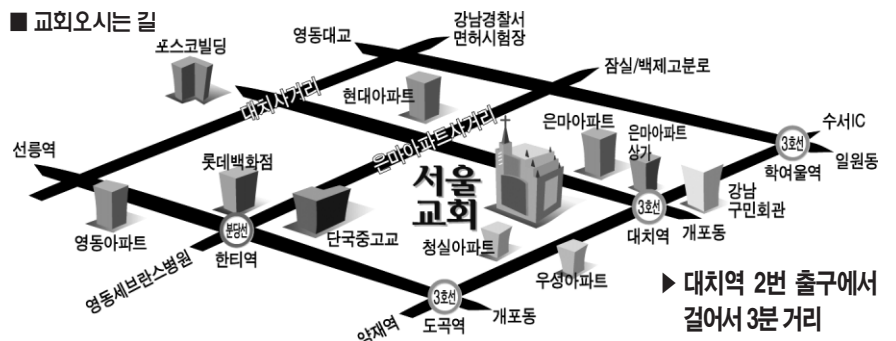 ■ 교회오시는 길
포스코빌딩
영동대교
강남경찰서
면허시험장
잠실/백제고분로
대치사거리
현대아파트
은마아파트사거리
은마아파트
은마아파트
상가
수서IC
3호선
일원동
학여울역
선릉역
롯데백화점
서울
교회
강남
구민회관
3호선
개포동
대치역
영동아파트
분당선
한티역
단국중고교
청실아파트
우성아파트
영동세브란스병원
3호선
개포동
양재역
도곡역
▶ 대치역 2번 출구에서
걸어서 3분 거리